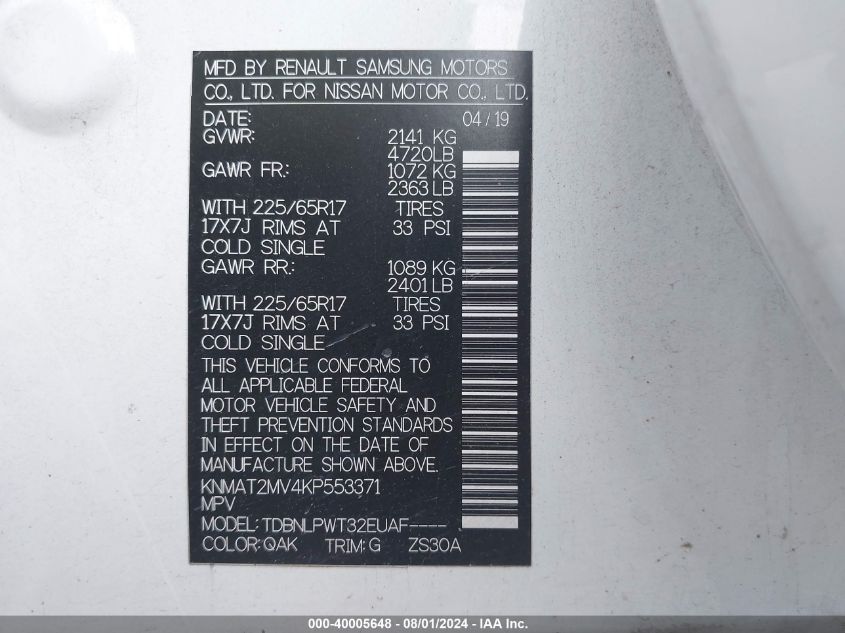 MFD BY RENAULT SAMSUNG MOTORS
CO., LTD. FOR NISSAN MOTOR CO., LTD.
DATE: 04/19
GVWR: 2141 KG
4720LB
GAWR FR.: 1072 KG
2363 LB
WITH 225/65R17 TIRES
17X7J RIMS AT 33 PSI
COLD SINGLE
GAWR RR.: 1089 KG
2401 LB
WITH 225/65R17 TIRES
17X7J RIMS AT 33 PSI
COLD SINGLE
THIS VEHICLE CONFORMS TO
ALL APPLICABLE FEDERAL
MOTOR VEHICLE SAFETY AND
THEFT PREVENTION STANDARDS
IN EFFECT ON THE DATE OF
MANUFACTURE SHOWN ABOVE.
KNMAT2MV4KP553371
MPV
MODEL: TDBNLPWT32EUAF----
COLOR: QAK TRIM: G ZS30A
000-40005648 - 08/01/2024 - IAA Inc.